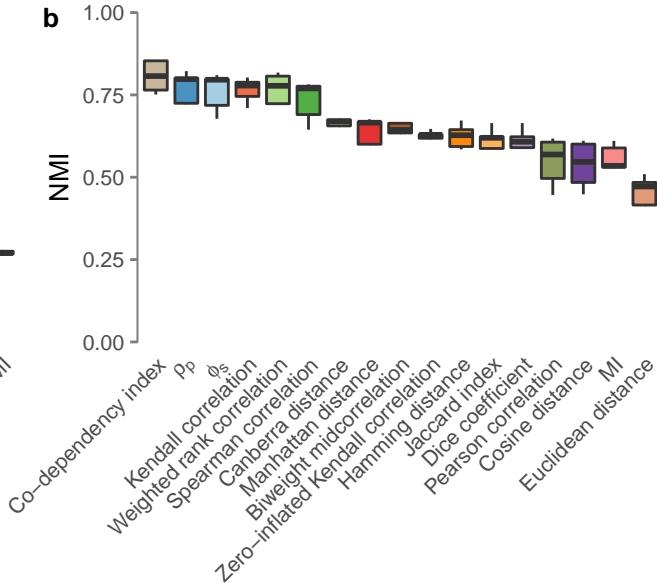 b
1.00
0.75
0.50
0.25
0.00
NMI
Co−dependency index
ρp
ϕs
Kendall correlation
Weighted rank correlation
Spearman correlation
Canberra distance
Manhattan distance
Biweight midcorrelation
Zero−inflated Kendall correlation
Hamming distance
Jaccard index
Dice coefficient
Pearson correlation
Cosine distance
MI
Euclidean distance